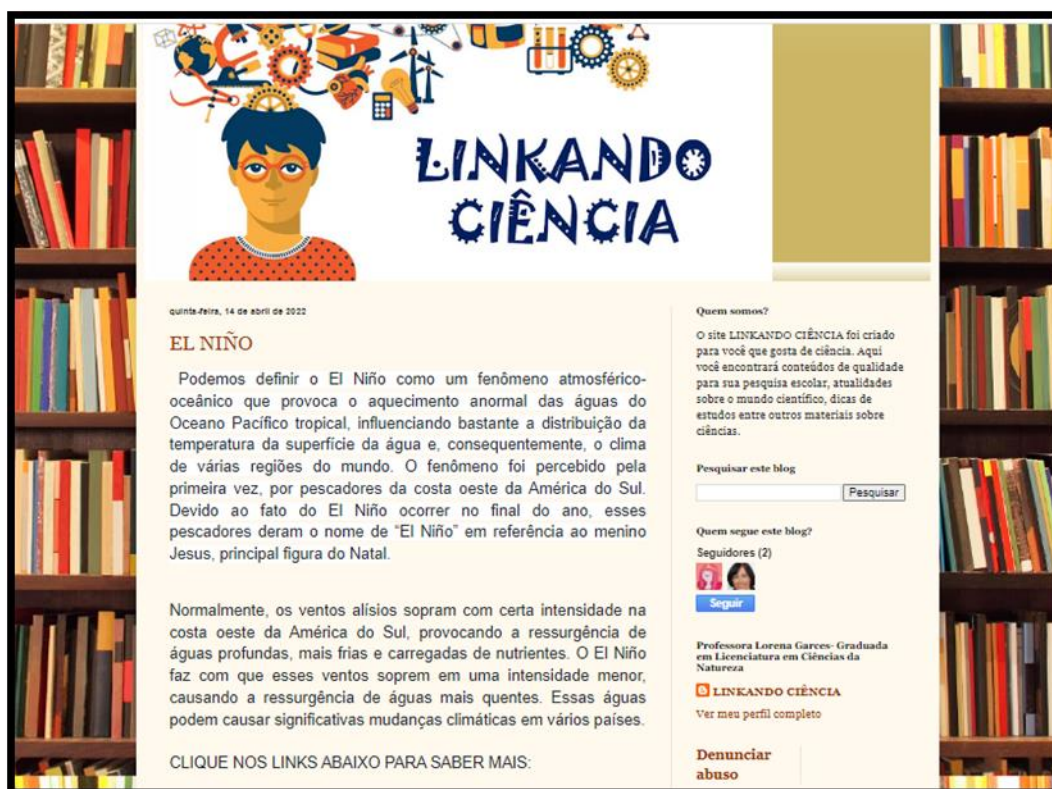 LINKANDO
CIÊNCIA
quinta-feira, 14 de abril de 2022
EL NIÑO
Podemos definir o El Niño como um fenômeno atmosférico-
oceânico que provoca o aquecimento anormal das águas do
Oceano Pacífico tropical, influenciando bastante a distribuição da
temperatura da superfície da água e, consequentemente, o clima
de várias regiões do mundo. O fenômeno foi percebido pela
primeira vez, por pescadores da costa oeste da América do Sul.
Devido ao fato do El Niño ocorrer no final do ano, esses
pescadores deram o nome de “El Niño” em referência ao menino
Jesus, principal figura do Natal.
Normalmente, os ventos alísios sopram com certa intensidade na
costa oeste da América do Sul, provocando a ressurgência de
águas profundas, mais frias e carregadas de nutrientes. O El Niño
faz com que esses ventos soprem em uma intensidade menor,
causando a ressurgência de águas mais quentes. Essas águas
podem causar significativas mudanças climáticas em vários países.
CLIQUE NOS LINKS ABAIXO PARA SABER MAIS:
Quem somos?
O site LINKANDO CIÊNCIA foi criado
para você que gosta de ciência. Aqui
você encontrará conteúdos de qualidade
para sua pesquisa escolar, atualidades
sobre o mundo científico, dicas de
estudos entre outros materiais sobre
ciências.
Pesquisar este blog
Pesquisar
Quem segue este blog?
Seguidores (2)
Seguir
Professora Lorena Garces- Graduada
em Licenciatura em Ciências da
Natureza
LINKANDO CIÊNCIA
Ver meu perfil completo
Denunciar
abuso